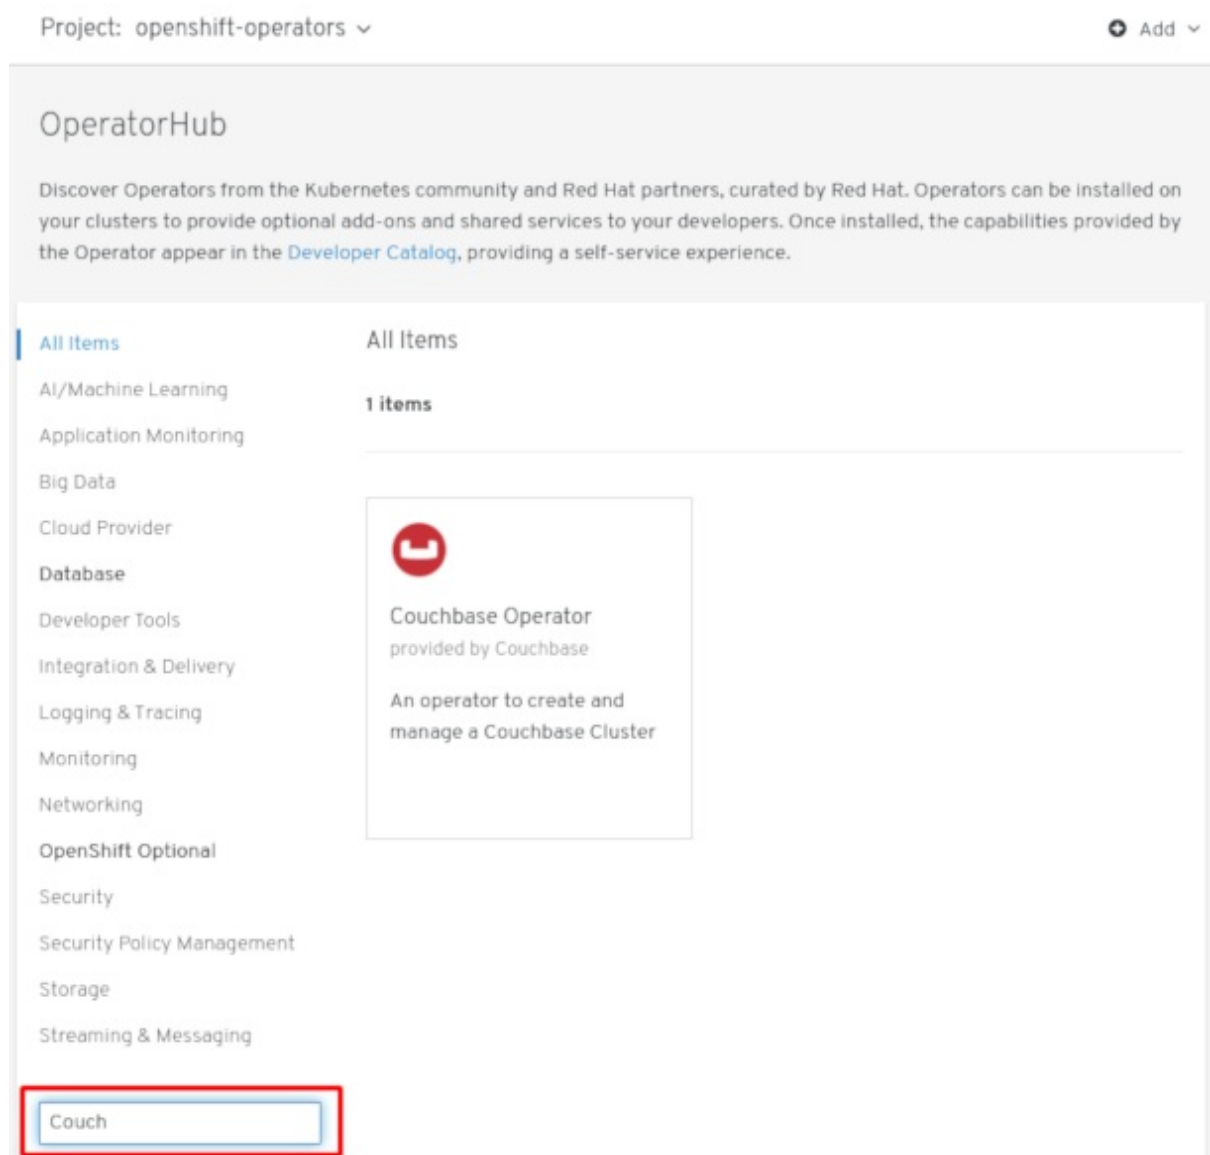 Project: openshift-operators
Add
OperatorHub
Discover Operators from the Kubernetes community and Red Hat partners, curated by Red Hat. Operators can be installed on
your clusters to provide optional add-ons and shared services to your developers. Once installed, the capabilities provided by
the Operator appear in the Developer Catalog, providing a self-service experience.
All Items
AI/Machine Learning
Application Monitoring
Big Data
Cloud Provider
Database
Developer Tools
Integration & Delivery
Logging & Tracing
Monitoring
Networking
OpenShift Optional
Security
Security Policy Management
Storage
Streaming & Messaging
Couch
All Items
1 items
Couchbase Operator
provided by Couchbase
An operator to create and
manage a Couchbase Cluster